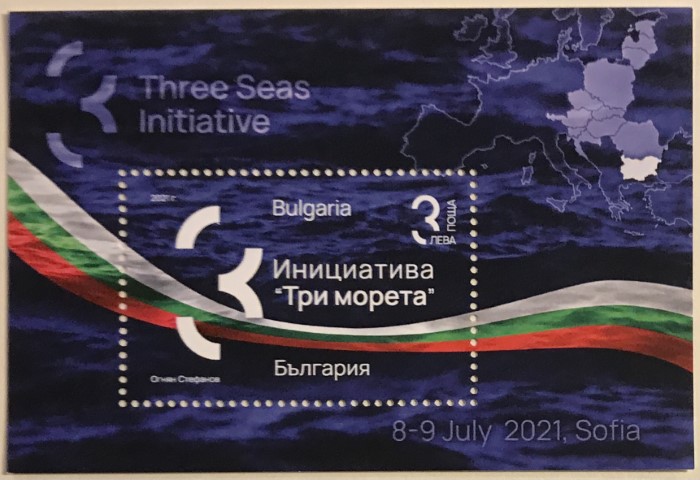 Three Seas
Initiative
2021 г.
Bulgaria
3
ЛЕВА
ПОЩА
Инициатива
"Три морета"
България
Огнян Стефанов
8-9 July 2021, Sofia